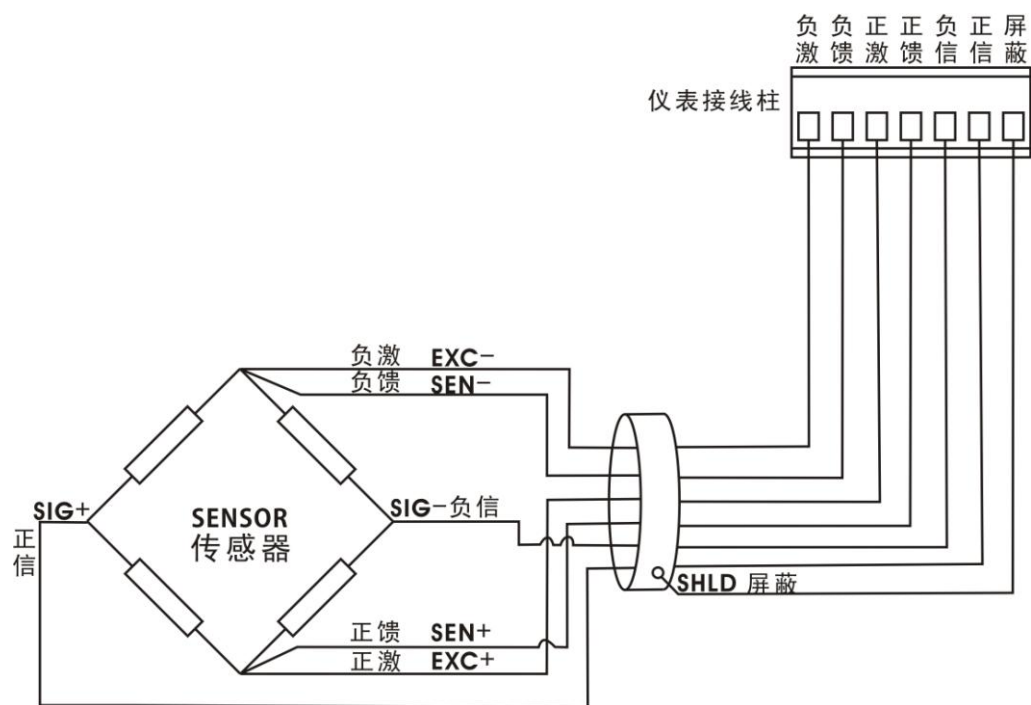 负激 负馈 正激 正馈 负信 正信 屏蔽
仪表接线柱
负激 EXC-
负馈 SEN-
SIG+
正信
SENSOR
传感器
SIG-负信
SHLD 屏蔽
正馈 SEN+
正激 EXC+